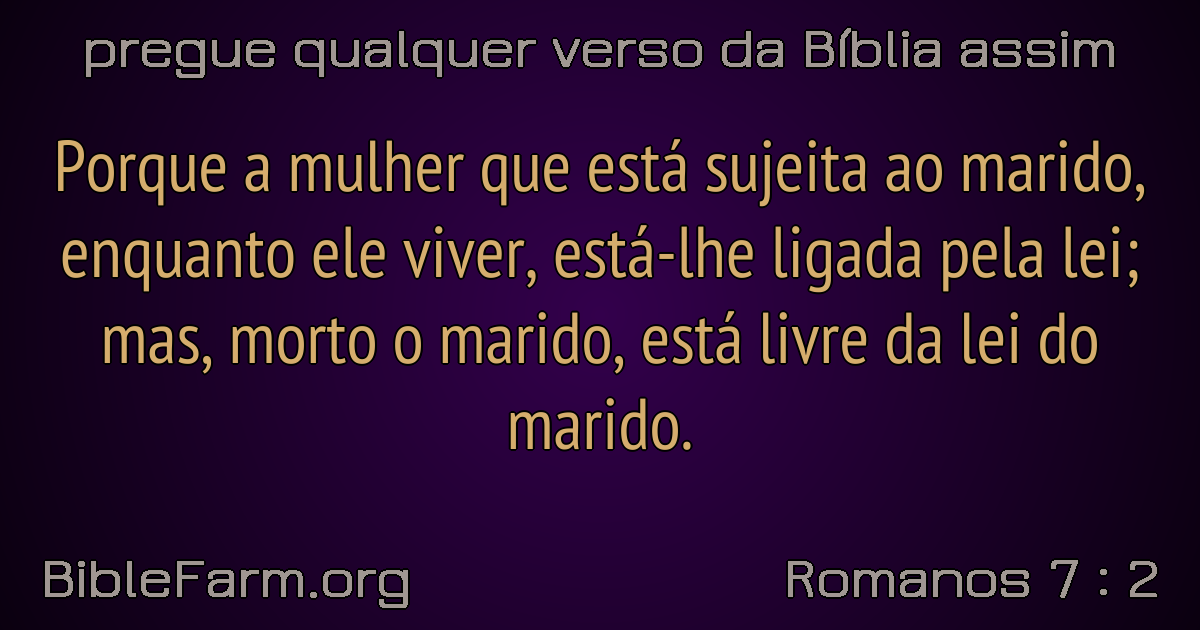 pregue qualquer verso da Bíblia assim
Porque a mulher que está sujeita ao marido,
enquanto ele viver, está-lhe ligada pela lei;
mas, morto o marido, está livre da lei do
marido.
BibleFarm.org
Romanos 7 : 2